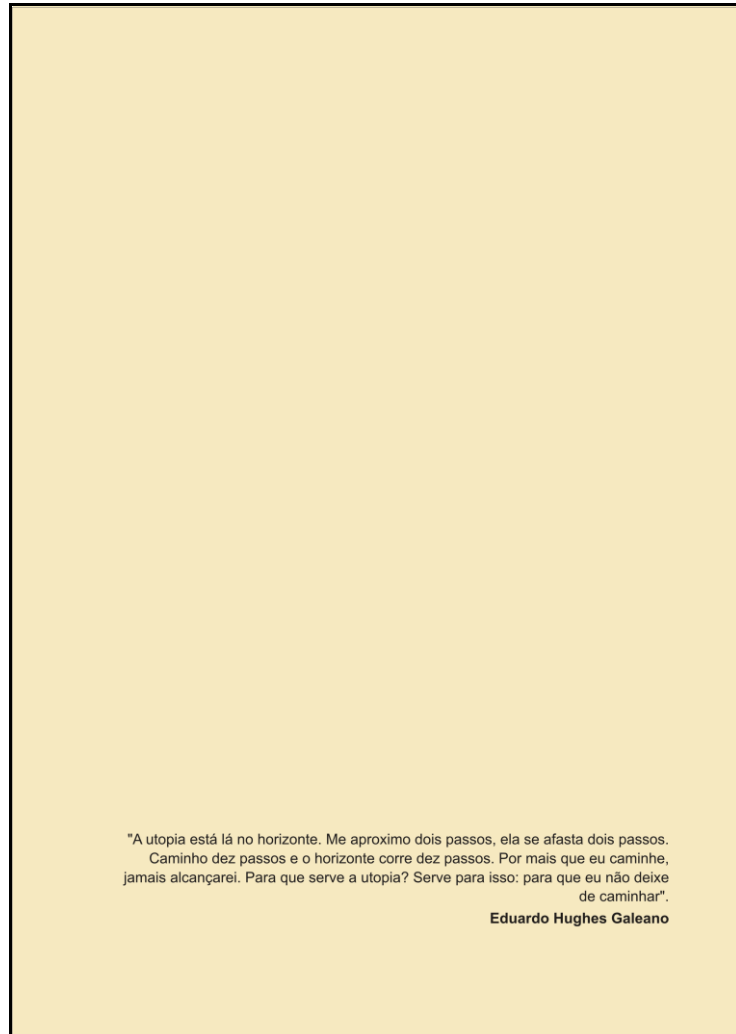 "A utopia está lá no horizonte. Me aproximo dois passos, ela se afasta dois passos.
Caminho dez passos e o horizonte corre dez passos. Por mais que eu caminhe,
jamais alcançarei. Para que serve a utopia? Serve para isso: para que eu não deixe
de caminhar".
Eduardo Hughes Galeano